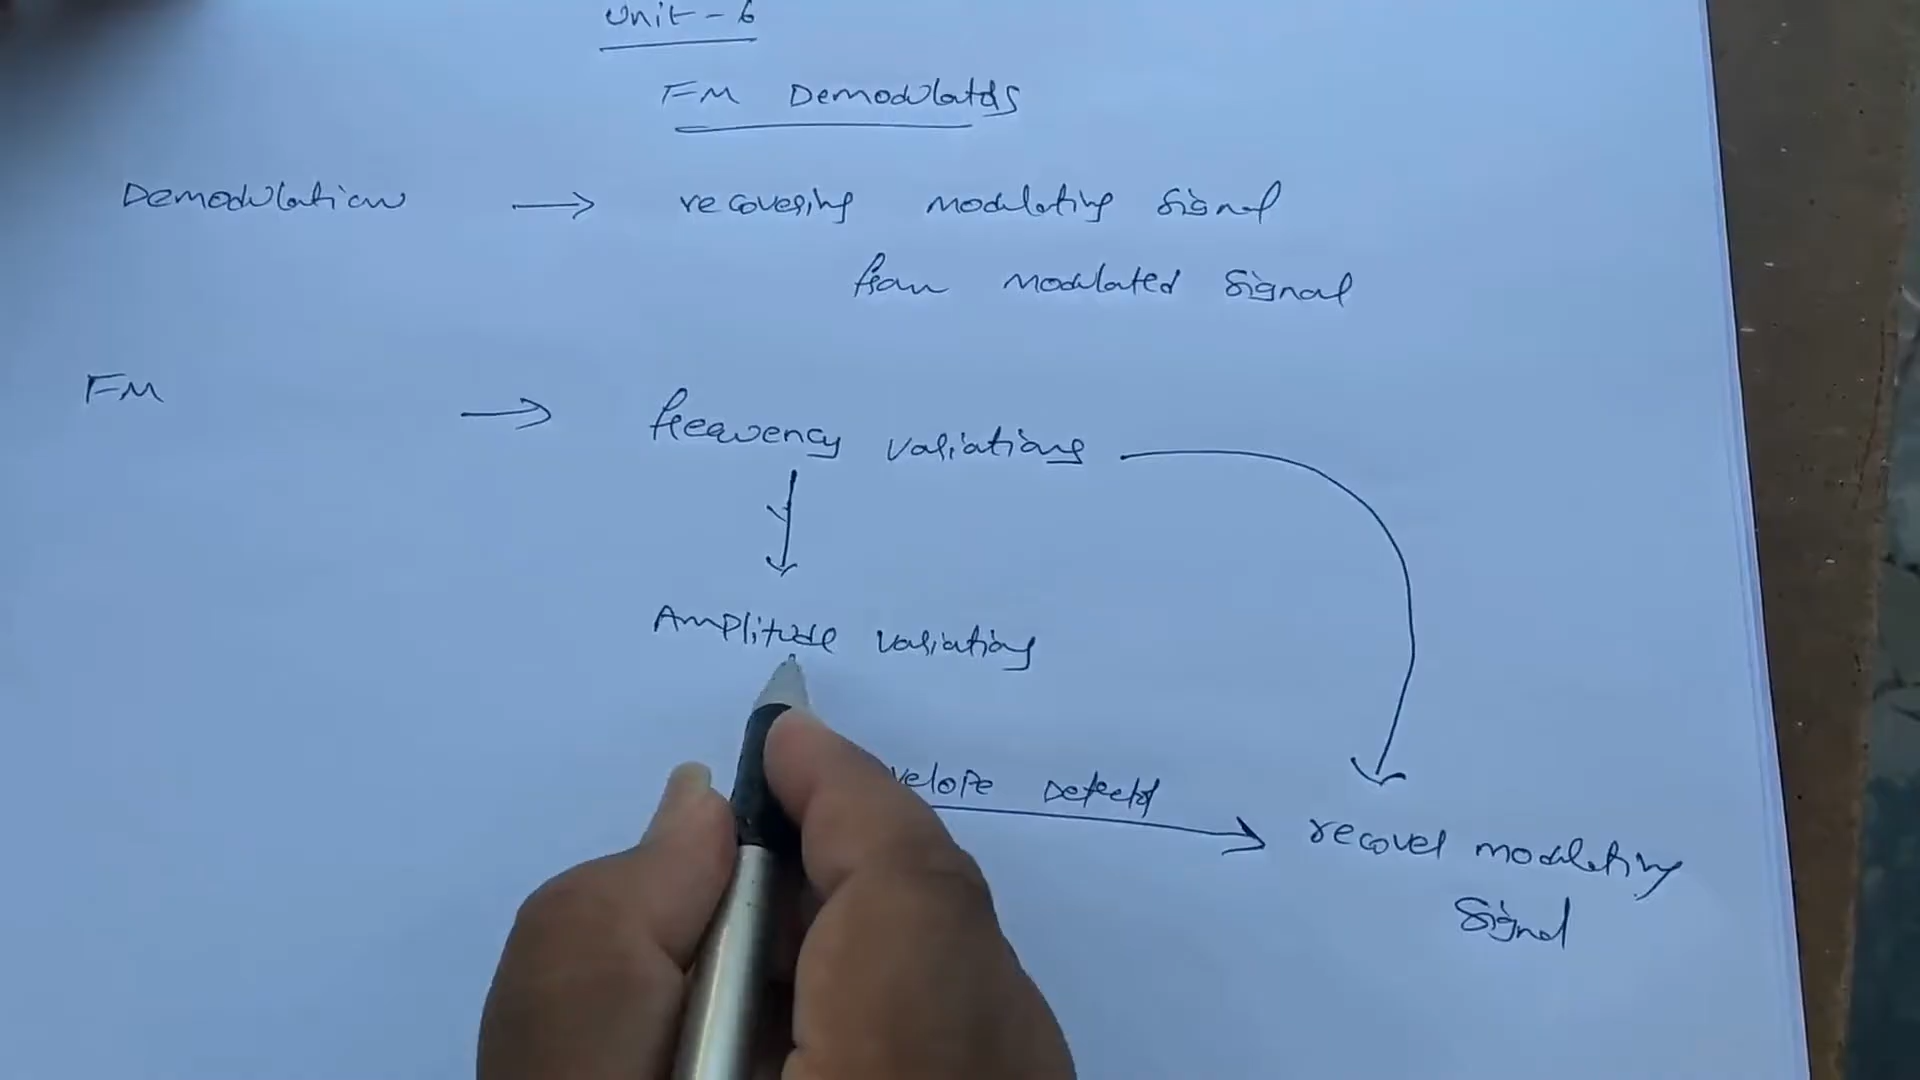 Unit - 6
FM Demodulators
Demodulation → recovering modulating signal
from modulated signal
FM → frequency variations
Amplitude variations
velope Detector
recover modulating
signal